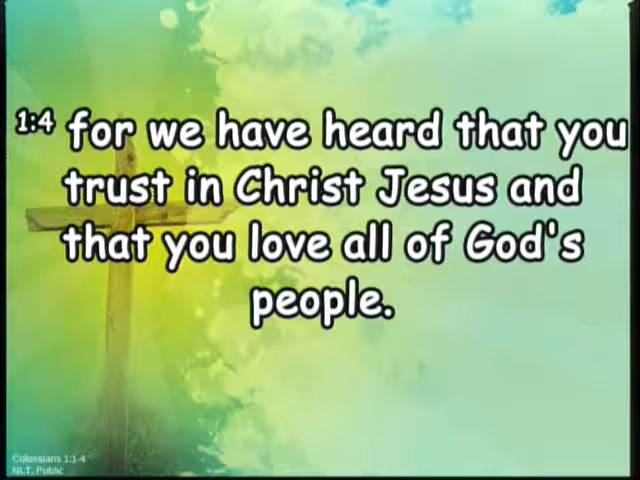 1:4 for we have heard that you
trust in Christ Jesus and
that you love all of God's
people.
Colossians 1:1-4
NLT, Public